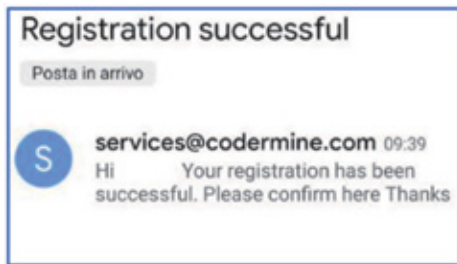 Registration successful
Posta in arrivo
S
services@codermine.com 09:39
Hi Your registration has been
successful. Please confirm here Thanks